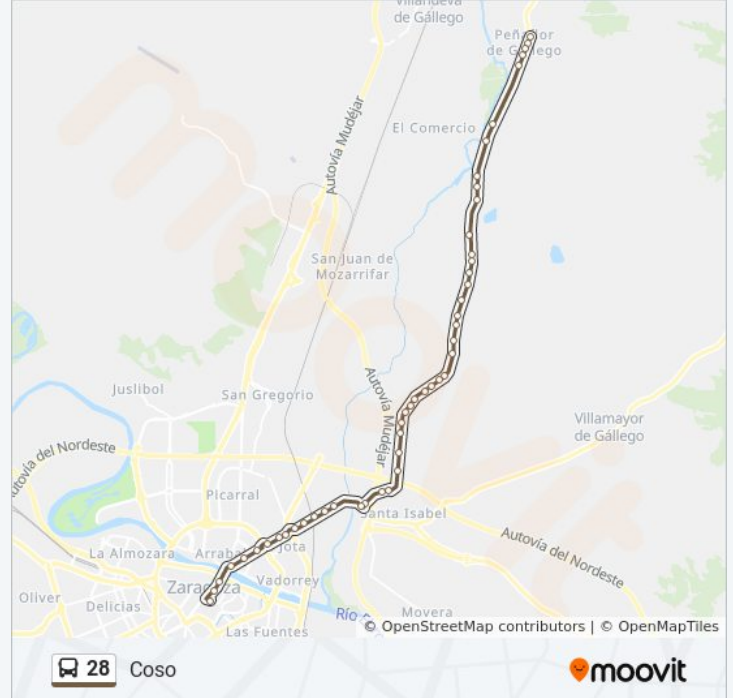 Villanueva
de Gállego
Peñaflor
de Gállego
El Comercio
Autovía Mudéjar
San Juan de
Mozarrifar
Juslibol
San Gregorio
Autovía Mudéjar
Villamayor
de Gállego
Autovía del Nordeste
Picarral
Santa Isabel
Autovía del Nordeste
La Almozara
Arrabal
Jota
Zaragoza
Vadorrey
Oliver
Delicias
Río
Movera
Las Fuentes
© OpenStreetMap contributors | © OpenMapTiles
28 Coso
moovit
moovit